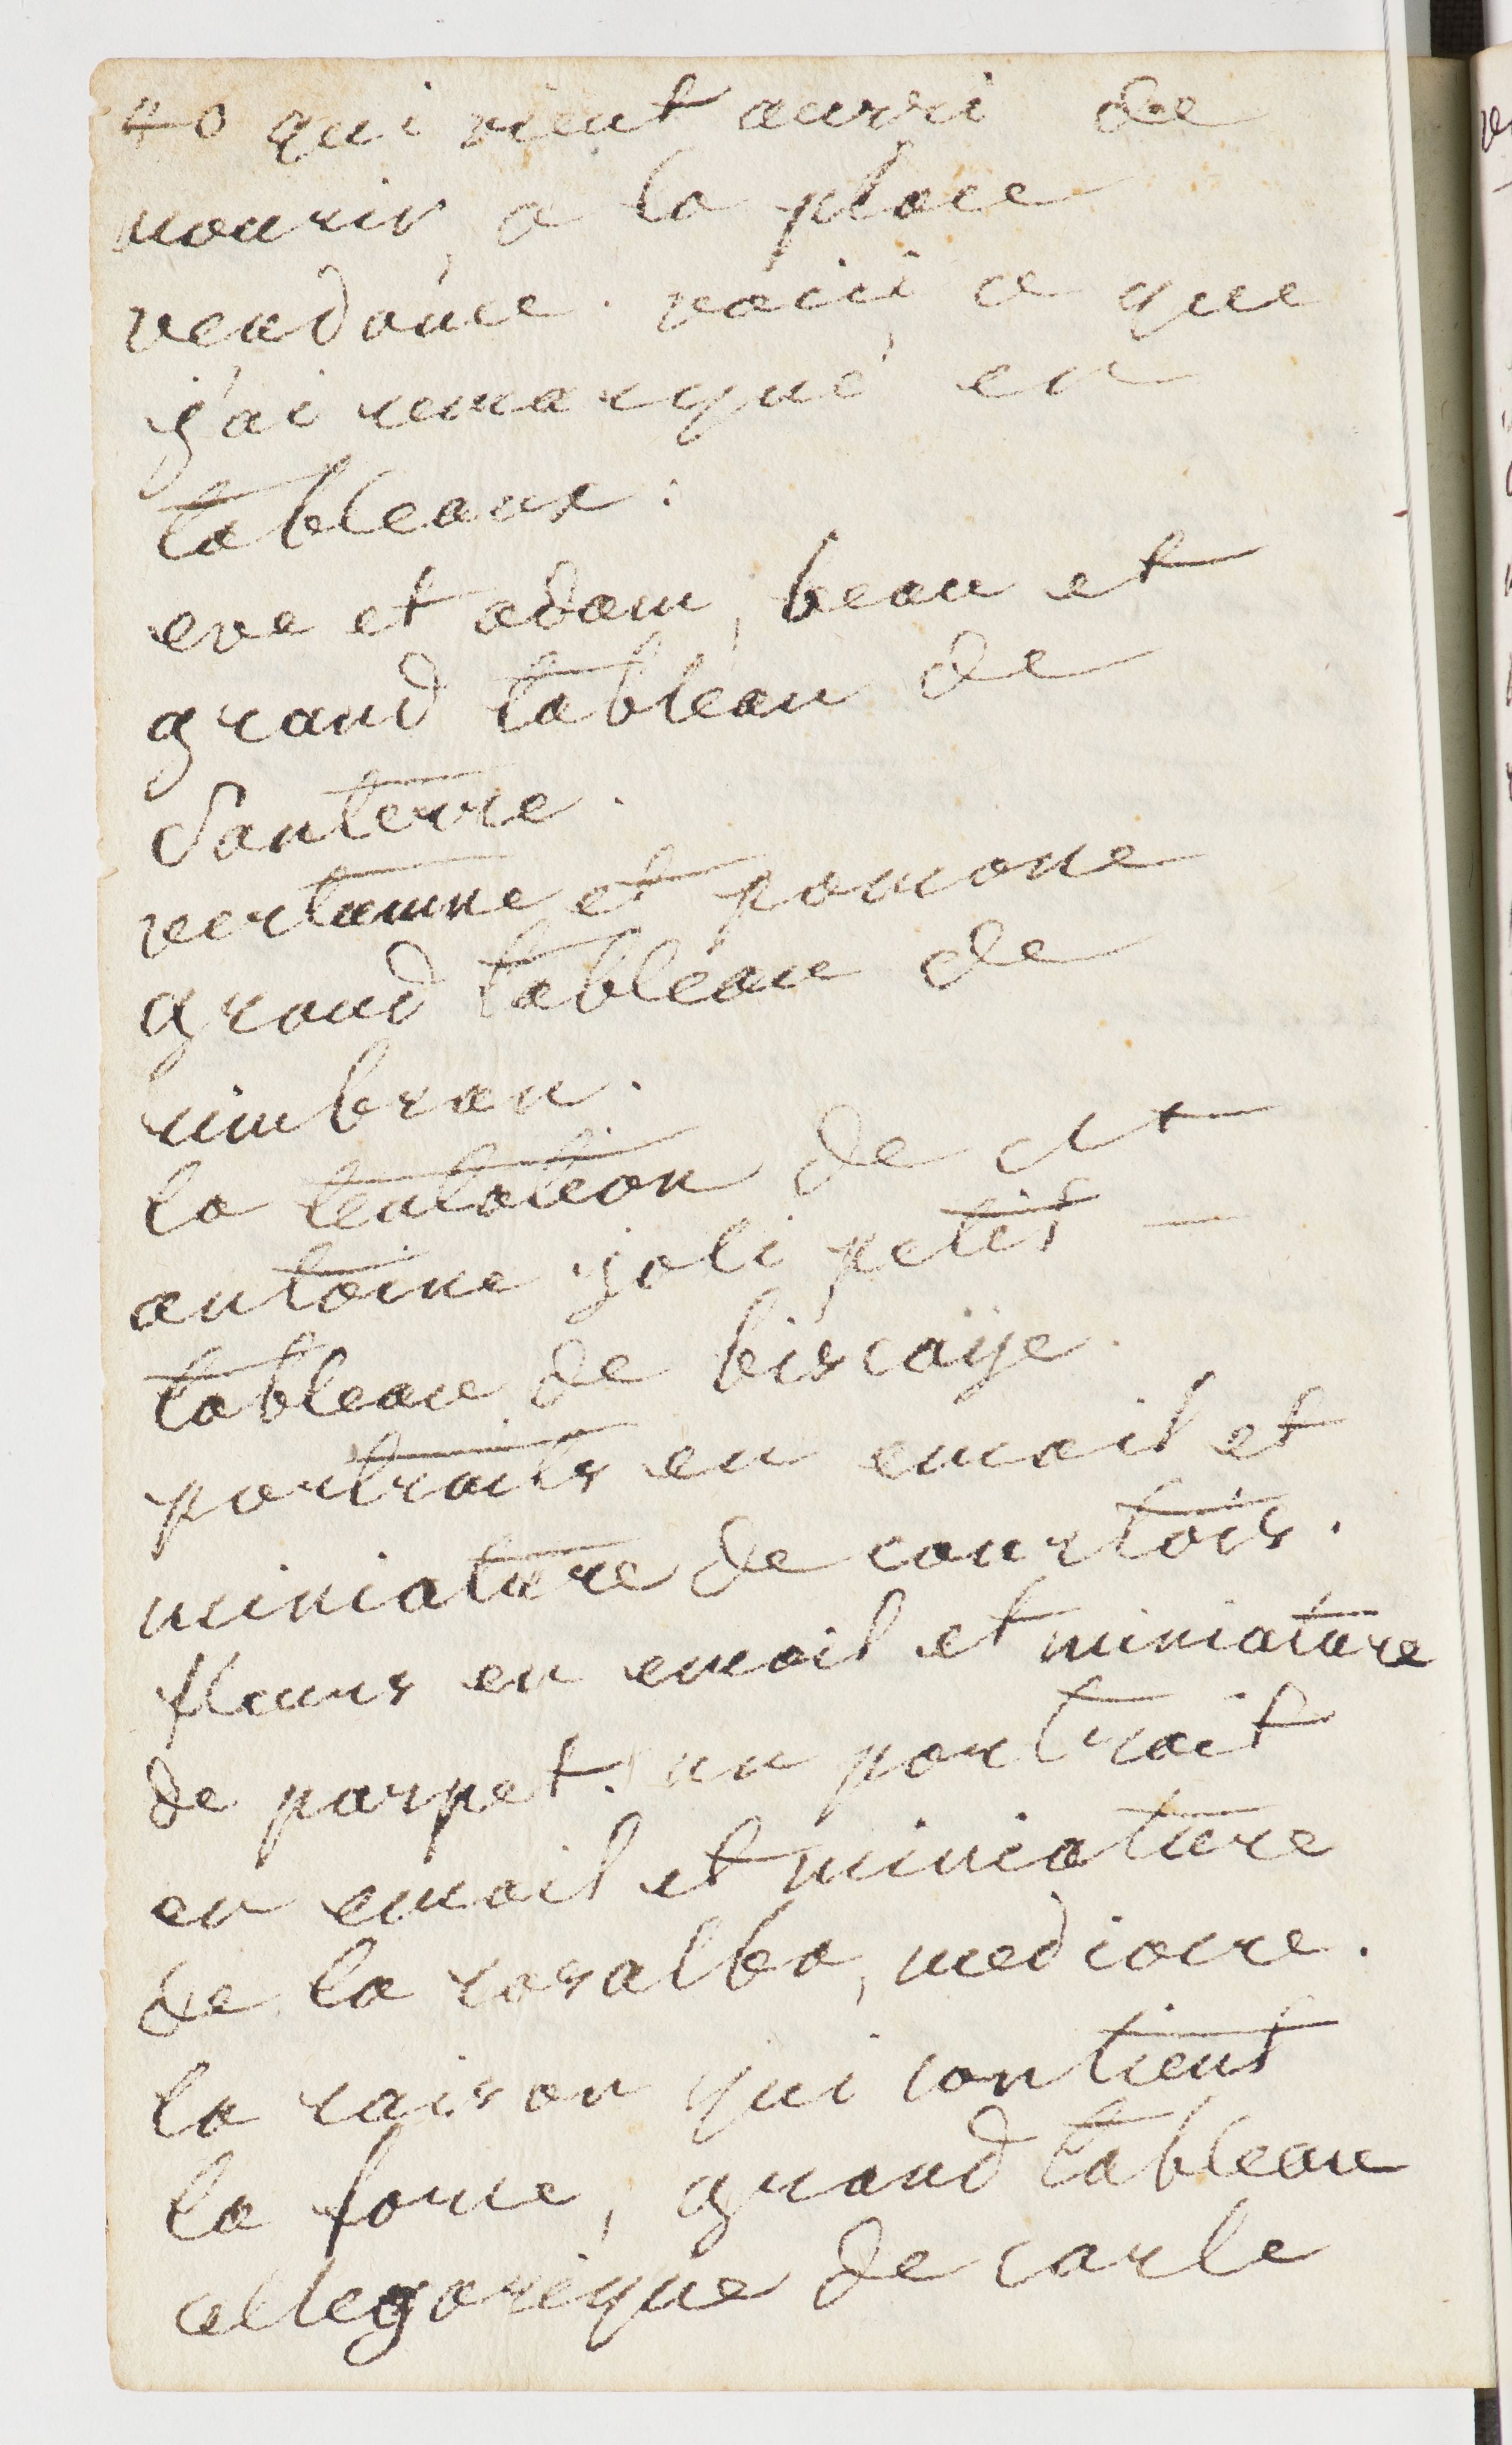 40 qui vient aussi de
mourir, a la place
vendome. voici, ce que
j'ai remarqué en
tableaux :
eve et adam, beau et
grand tableau de
Santerre.
vertumne et pomone
grand tableau de
rimbran.
la tentation de st
antoine joli petit —
tableau de biscaÿe.
portraits en email et
miniature de courtois.
fleurs en email et miniature
de parpet. un portrait
en email et miniature
de la rosalba, mediocre.
la raison qui contient
la force, grand tableau
allegorique de carle